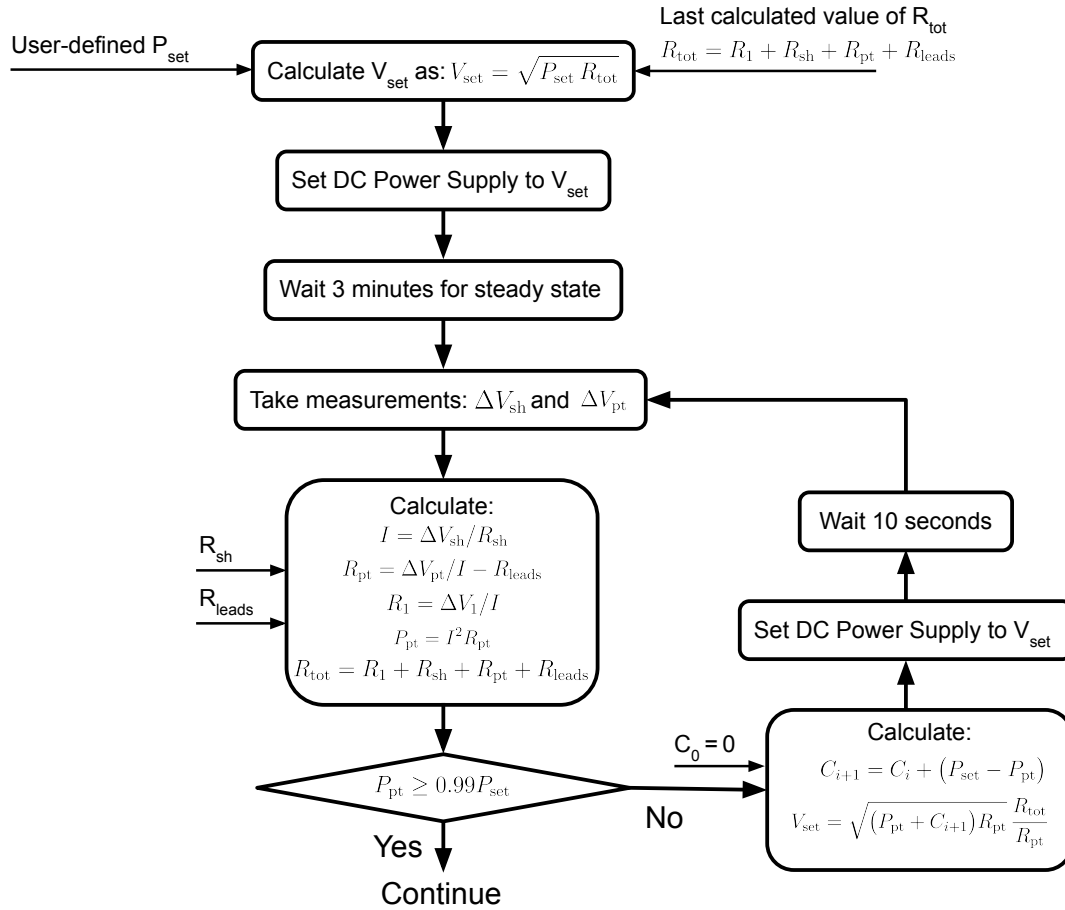 User-defined P_set
Last calculated value of R_tot
R_tot = R_1 + R_sh + R_pt + R_leads
Calculate V_set as: V_set = √(P_set R_tot)
Set DC Power Supply to V_set
Wait 3 minutes for steady state
Take measurements: ΔV_sh and ΔV_pt
Calculate:
I = ΔV_sh/R_sh
R_pt = ΔV_pt/I − R_leads
R_1 = ΔV_1/I
P_pt = I² R_pt
R_tot = R_1 + R_sh + R_pt + R_leads
R_sh
R_leads
P_pt ≥ 0.99P_set
Yes
Continue
No
C_0 = 0
Calculate:
C_{i+1} = C_i + (P_set − P_pt)
V_set = √((P_pt + C_{i+1})R_pt) R_tot/R_pt
Set DC Power Supply to V_set
Wait 10 seconds